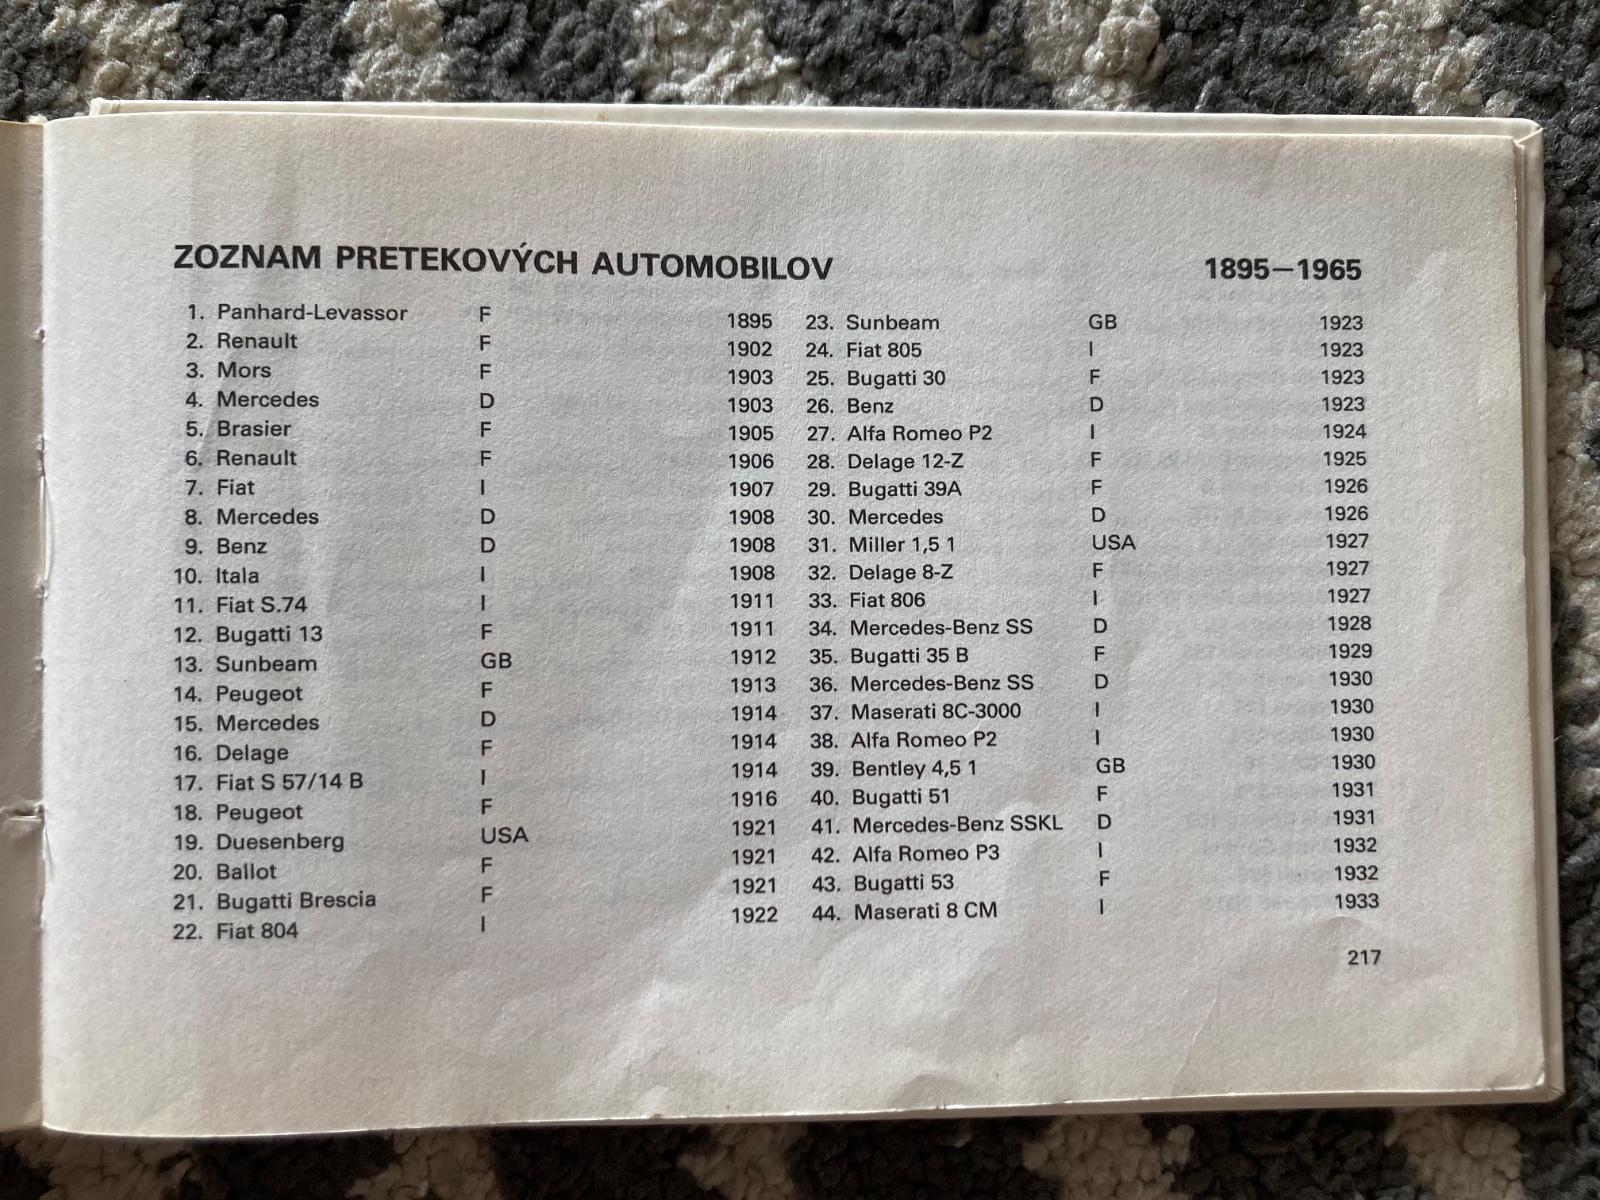 ZOZNAM PRETEKOVÝCH AUTOMOBILOV 1895—1965
1. Panhard-Levassor F 1895
2. Renault F 1902
3. Mors F 1903
4. Mercedes D 1903
5. Brasier F 1905
6. Renault F 1906
7. Fiat I 1907
8. Mercedes D 1908
9. Benz D 1908
10. Itala I 1908
11. Fiat S.74 I 1911
12. Bugatti 13 F 1911
13. Sunbeam GB 1912
14. Peugeot F 1913
15. Mercedes D 1914
16. Delage F 1914
17. Fiat S 57/14 B I 1914
18. Peugeot F 1916
19. Duesenberg USA 1921
20. Ballot F 1921
21. Bugatti Brescia F 1921
22. Fiat 804 I 1922
23. Sunbeam GB 1923
24. Fiat 805 I 1923
25. Bugatti 30 F 1923
26. Benz D 1923
27. Alfa Romeo P2 I 1924
28. Delage 12-Z F 1925
29. Bugatti 39A F 1926
30. Mercedes D 1926
31. Miller 1,5 1 USA 1927
32. Delage 8-Z F 1927
33. Fiat 806 I 1927
34. Mercedes-Benz SS D 1928
35. Bugatti 35 B F 1929
36. Mercedes-Benz SS D 1930
37. Maserati 8C-3000 I 1930
38. Alfa Romeo P2 I 1930
39. Bentley 4,5 1 GB 1930
40. Bugatti 51 F 1931
41. Mercedes-Benz SSKL D 1931
42. Alfa Romeo P3 I 1932
43. Bugatti 53 F 1932
44. Maserati 8 CM I 1933
217